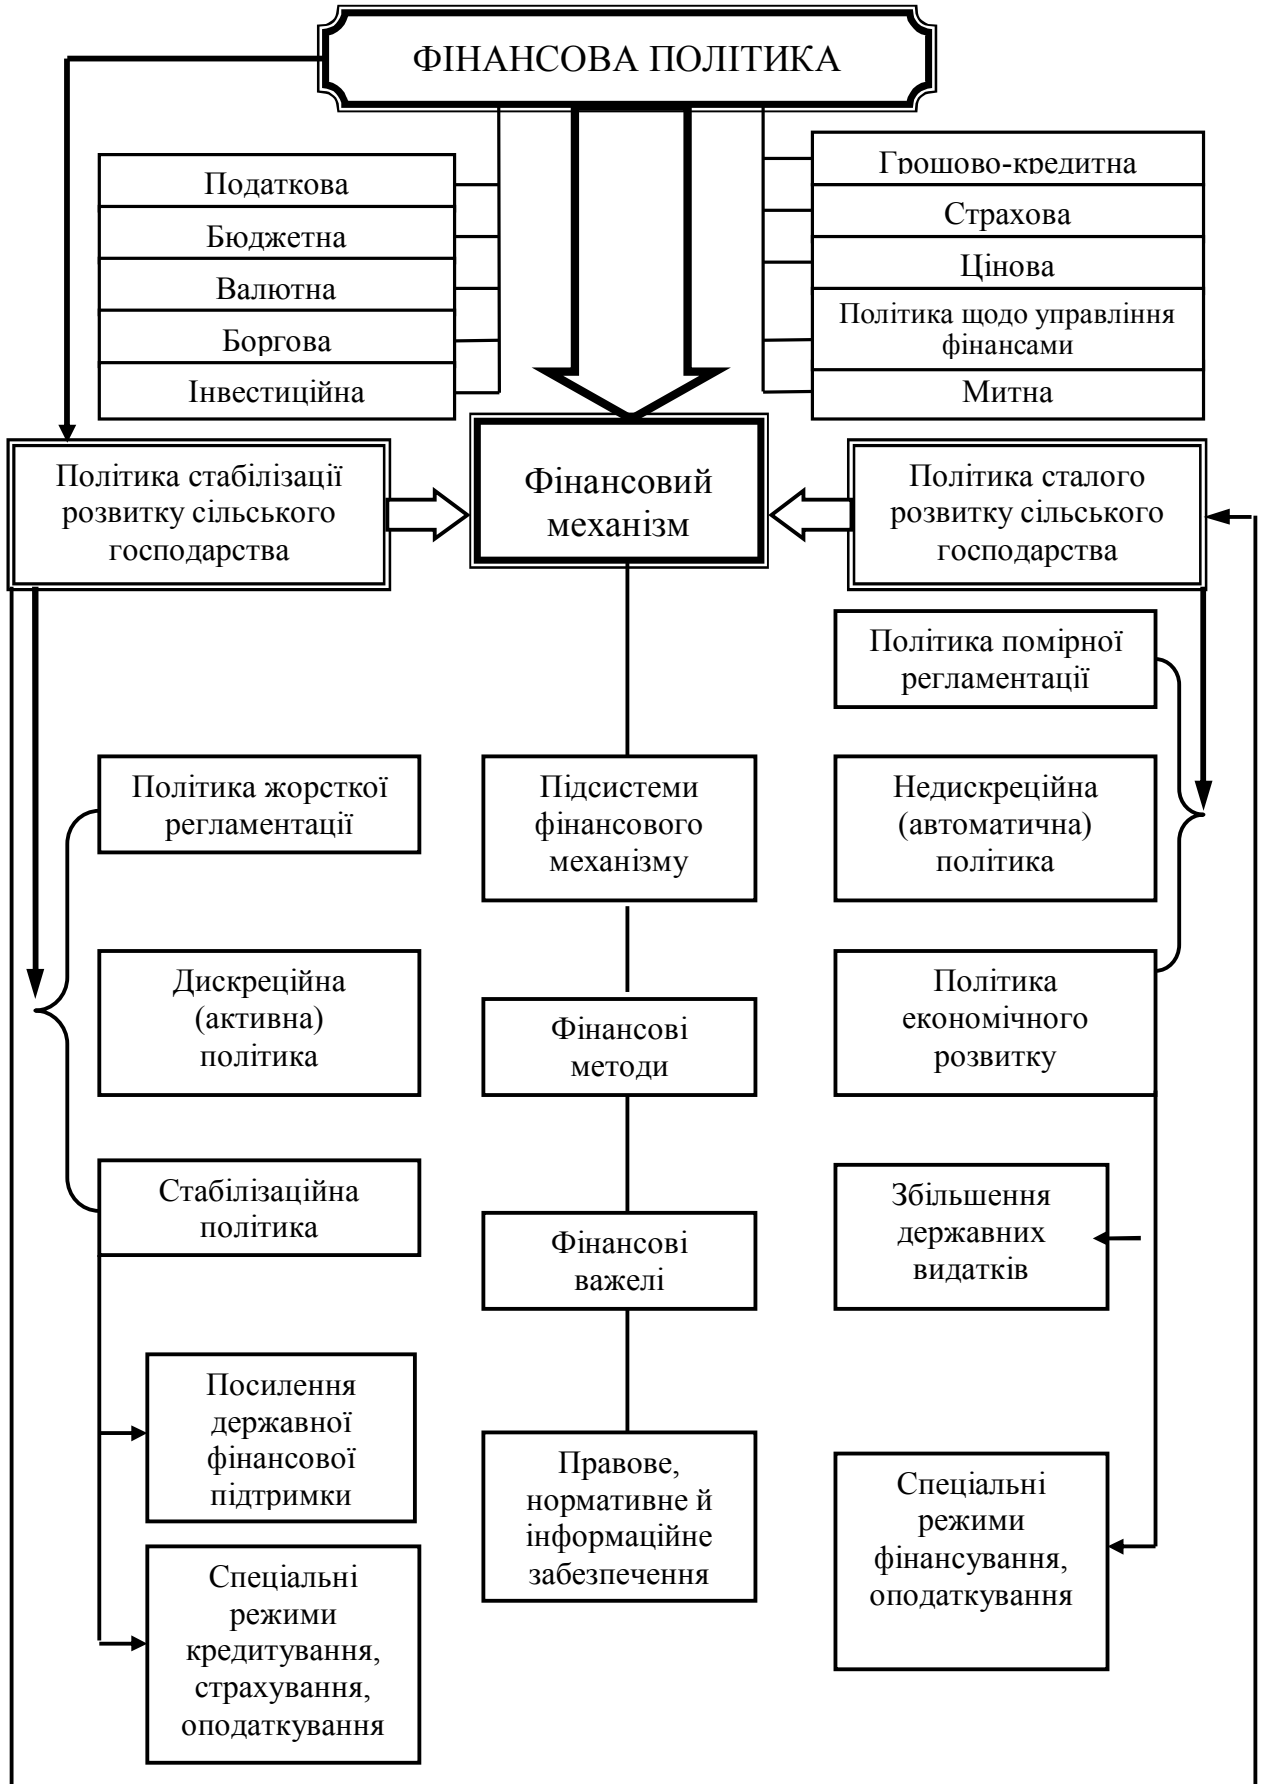 ФІНАНСОВА ПОЛІТИКА
Податкова
Бюджетна
Валютна
Боргова
Інвестиційна
Грошово-кредитна
Страхова
Цінова
Політика щодо управління
фінансами
Митна
Політика стабілізації
розвитку сільського
господарства
Фінансовий
механізм
Політика сталого
розвитку сільського
господарства
Політика помірної
регламентації
Політика жорсткої
регламентації
Підсистеми
фінансового
механізму
Недискреційна
(автоматична)
політика
Дискреційна
(активна)
політика
Фінансові
методи
Політика
економічного
розвитку
Стабілізаційна
політика
Фінансові
важелі
Збільшення
державних
видатків
Посилення
державної
фінансової
підтримки
Правове,
нормативне й
інформаційне
забезпечення
Спеціальні
режими
фінансування,
оподаткування
Спеціальні
режими
кредитування,
страхування,
оподаткування